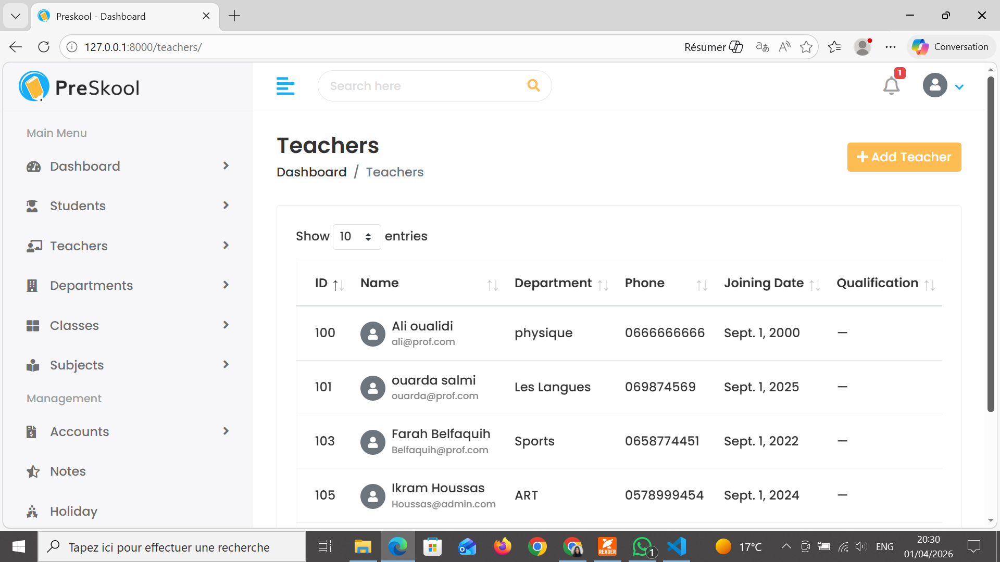 Preskool - Dashboard
127.0.0.1:8000/teachers/
Résumer
Conversation
PreSkool
Search here
1
Main Menu
Dashboard
Students
Teachers
Departments
Classes
Subjects
Management
Accounts
Notes
Holiday
Teachers
Dashboard / Teachers
Add Teacher
Show 10 entries
ID Name Department Phone Joining Date Qualification
100 Ali oualidi physique 0666666666 Sept. 1, 2000 —
ali@prof.com
101 ouarda salmi Les Langues 069874569 Sept. 1, 2025 —
ouarda@prof.com
103 Farah Belfaquih Sports 0658774451 Sept. 1, 2022 —
Belfaquih@prof.com
105 Ikram Houssas ART 0578999454 Sept. 1, 2024 —
Houssas@admin.com
Tapez ici pour effectuer une recherche
READER
1
17°C
ENG
20:30
01/04/2026